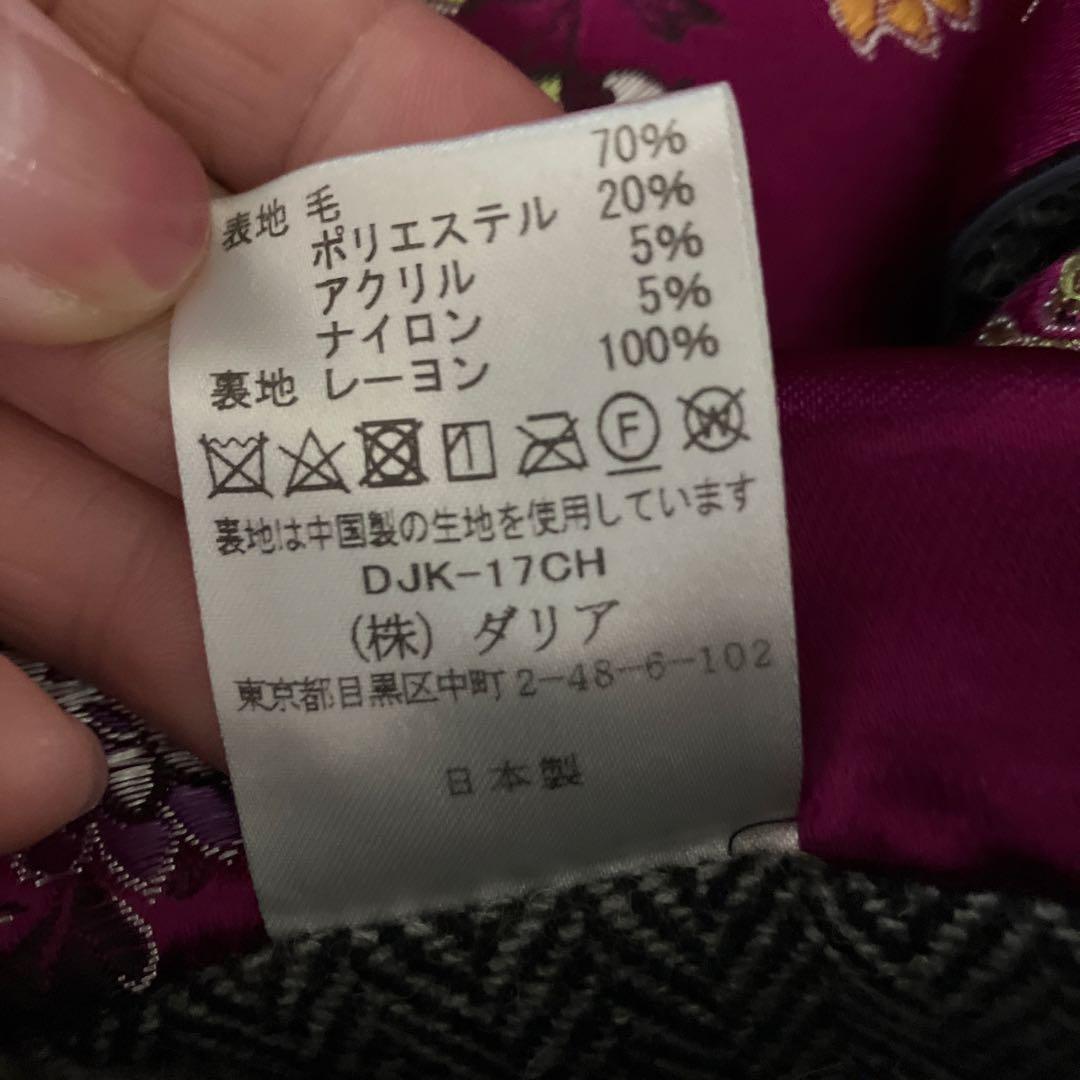 表地 毛 70%
ポリエステル 20%
アクリル 5%
ナイロン 5%
裏地 レーヨン 100%
F W
裏地は中国製の生地を使用しています
DJK-17CH
(株) ダリア
東京都目黒区中町2-48-6-102
日本製